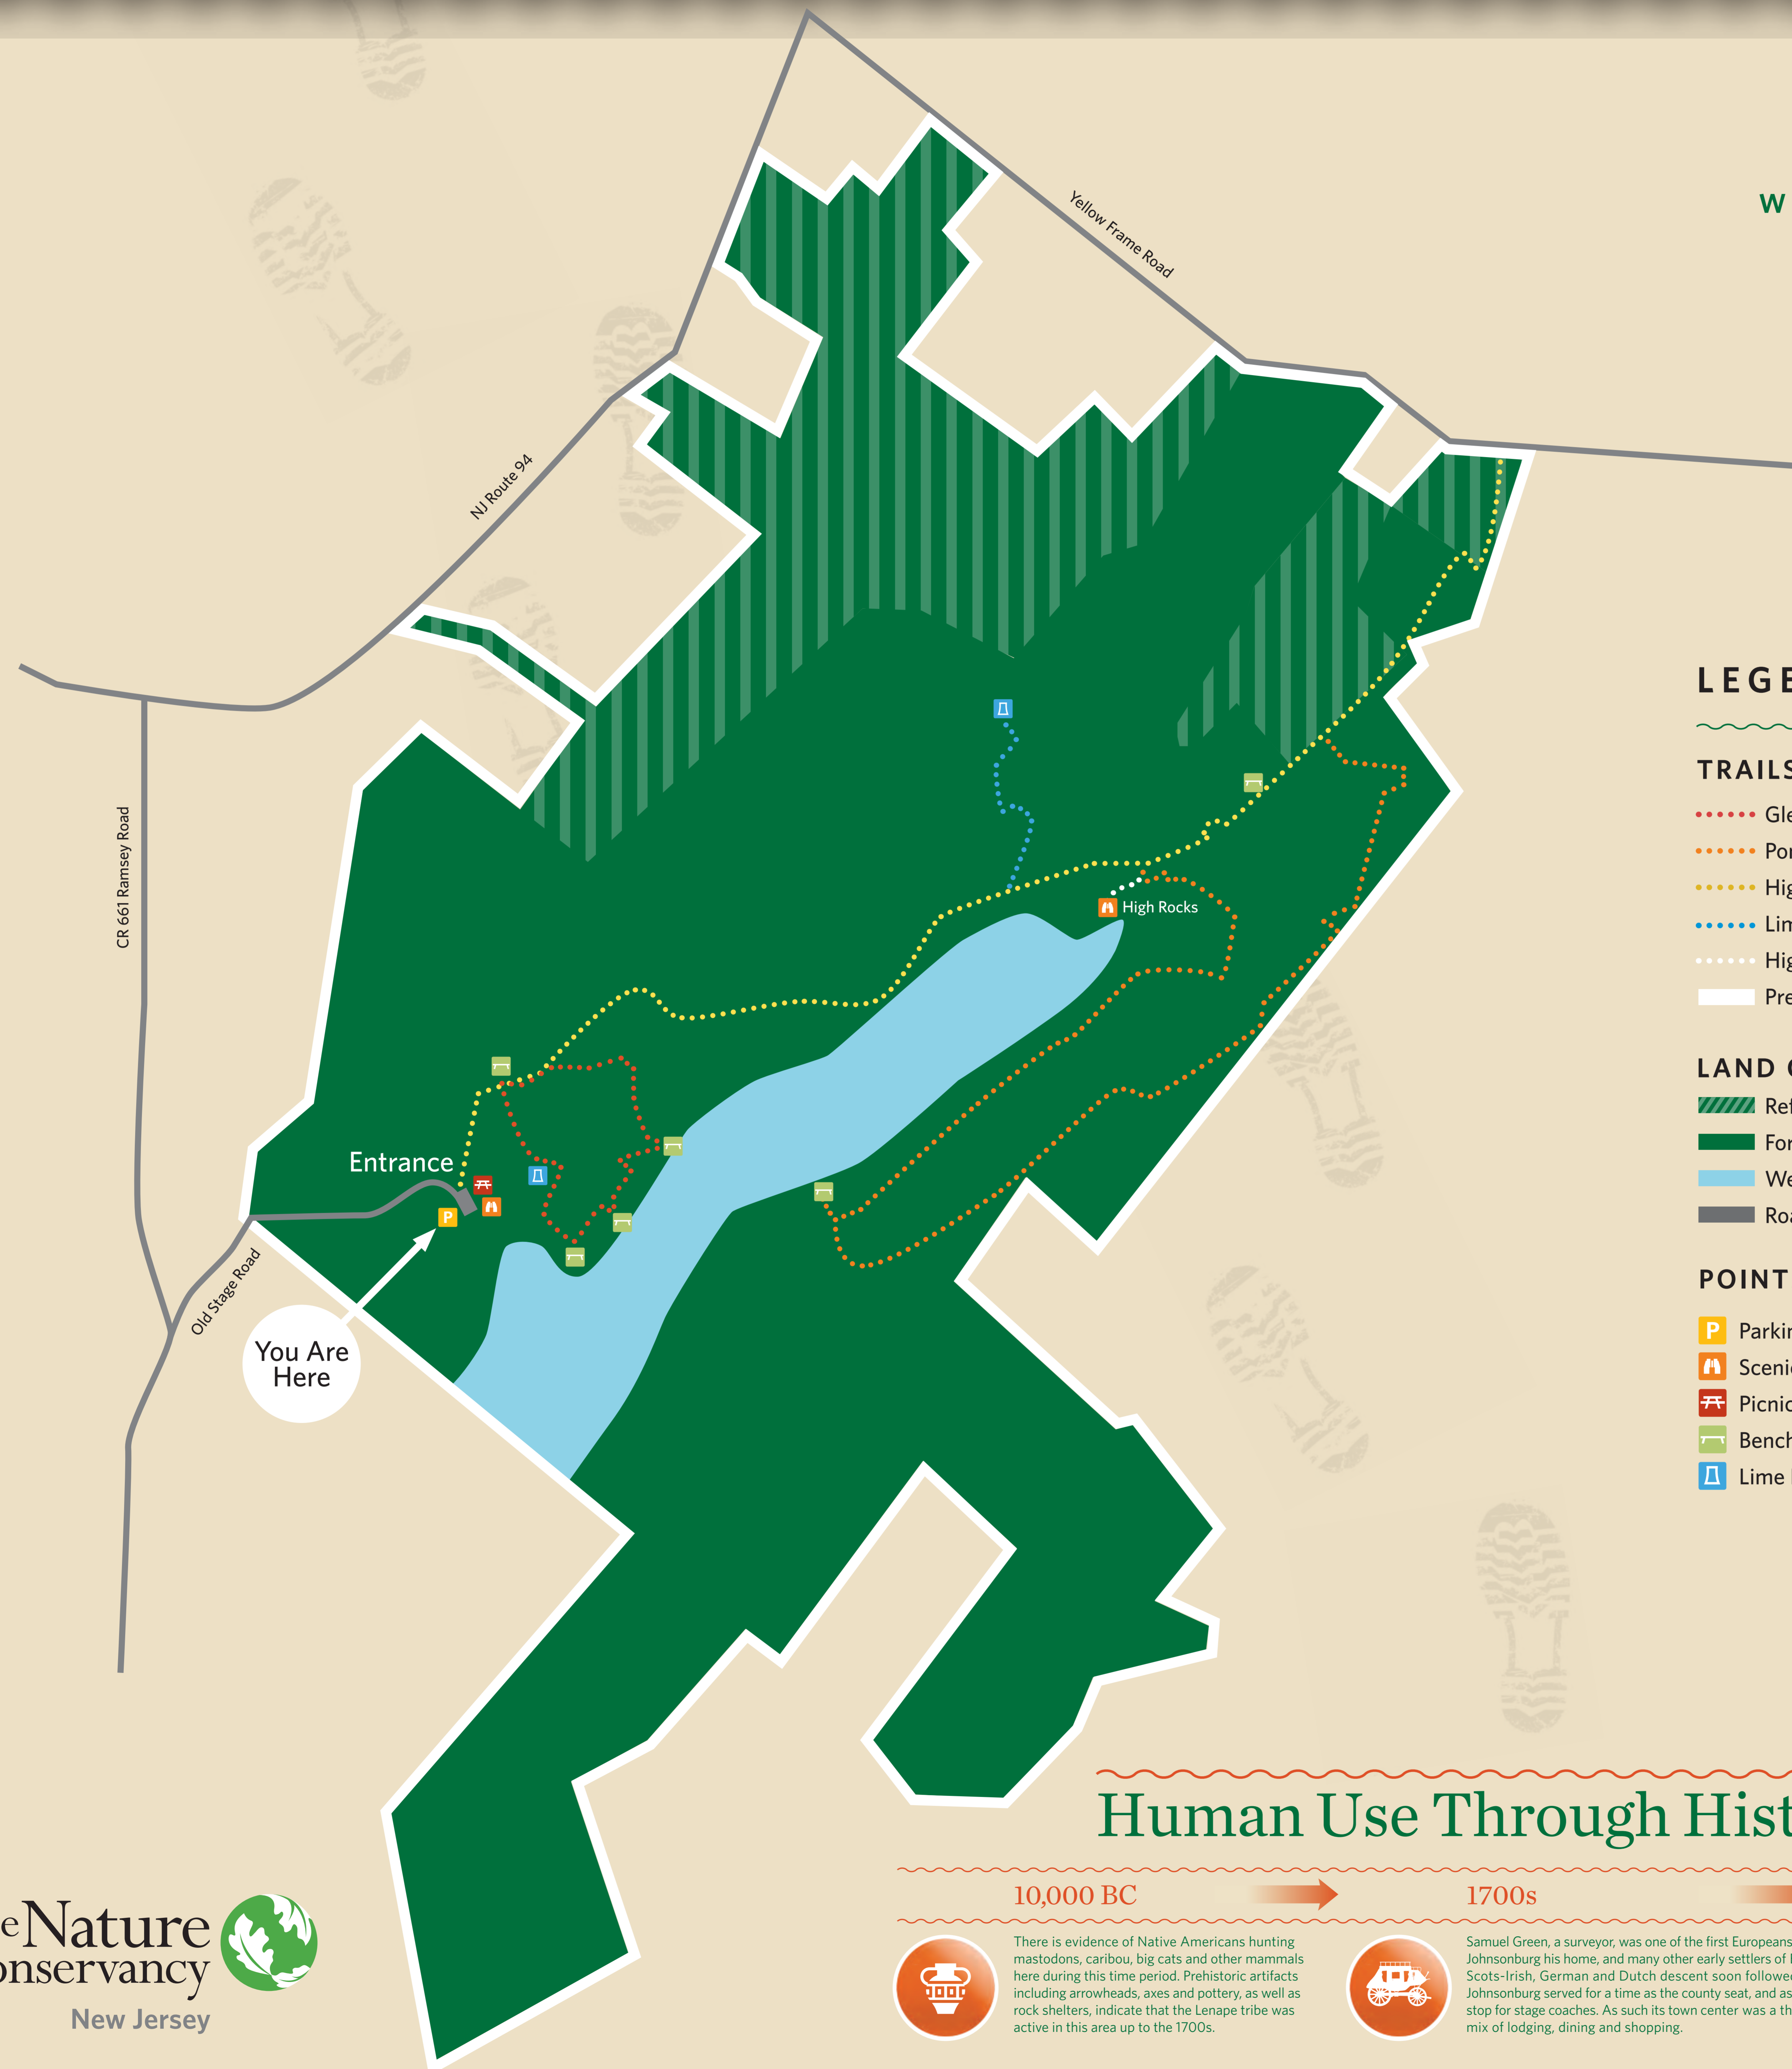 W
Yellow Frame Road
NJ Route 94
CR 661 Ramsey Road
Old Stage Road
Entrance
P
You Are
Here
High Rocks
LEGE
TRAILS
Gle
Por
Hig
Lim
Hig
Pre
LAND
Ref
For
We
Roa
POINT
P Parkin
Scenic
Picnic
Bench
Lime
Human Use Through Hist
10,000 BC
There is evidence of Native Americans hunting
mastodons, caribou, big cats and other mammals
here during this time period. Prehistoric artifacts
including arrowheads, axes and pottery, as well as
rock shelters, indicate that the Lenape tribe was
active in this area up to the 1700s.
1700s
Samuel Green, a surveyor, was one of the first Europeans
Johnsonburg his home, and many other early settlers of
Scots-Irish, German and Dutch descent soon followed
Johnsonburg served for a time as the county seat, and as
stop for stage coaches. As such its town center was a th
mix of lodging, dining and shopping.
e Nature
onservancy
New Jersey